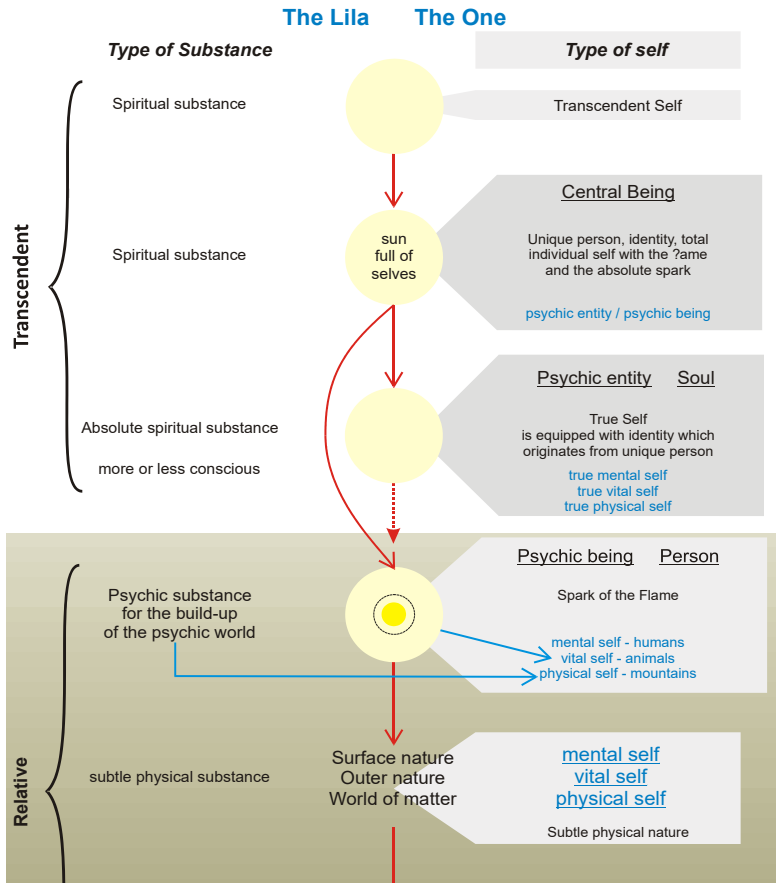 The Lila The One
Type of Substance
Type of self
Spiritual substance
Transcendent Self
Transcendent
Spiritual substance
sun
full of
selves
Central Being
Unique person, identity, total
individual self with the ?ame
and the absolute spark
psychic entity / psychic being
Absolute spiritual substance
more or less conscious
Psychic entity Soul
True Self
is equipped with identity which
originates from unique person
true mental self
true vital self
true physical self
Relative
Psychic substance
for the build-up
of the psychic world
Psychic being Person
Spark of the Flame
mental self - humans
vital self - animals
physical self - mountains
subtle physical substance
Surface nature
Outer nature
World of matter
mental self
vital self
physical self
Subtle physical nature